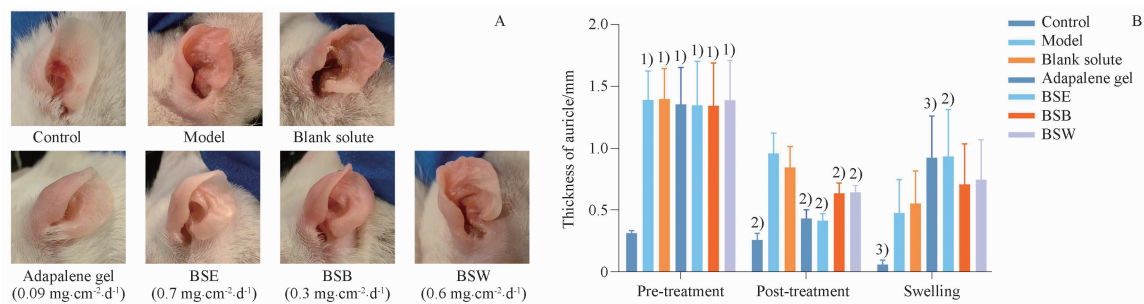 A
Control
Model
Blank solute
Adapalene gel
(0.09 mg·cm⁻²·d⁻¹)
BSE
(0.7 mg·cm⁻²·d⁻¹)
BSB
(0.3 mg·cm⁻²·d⁻¹)
BSW
(0.6 mg·cm⁻²·d⁻¹)
B
Thickness of auricle/mm
2.0
1.5
1.0
0.5
0
1) 1) 1) 1) 1) 1)
2)
2) 2) 2) 2)
3)
3) 2)
Pre-treatment
Post-treatment
Swelling
Control
Model
Blank solute
Adapalene gel
BSE
BSB
BSW